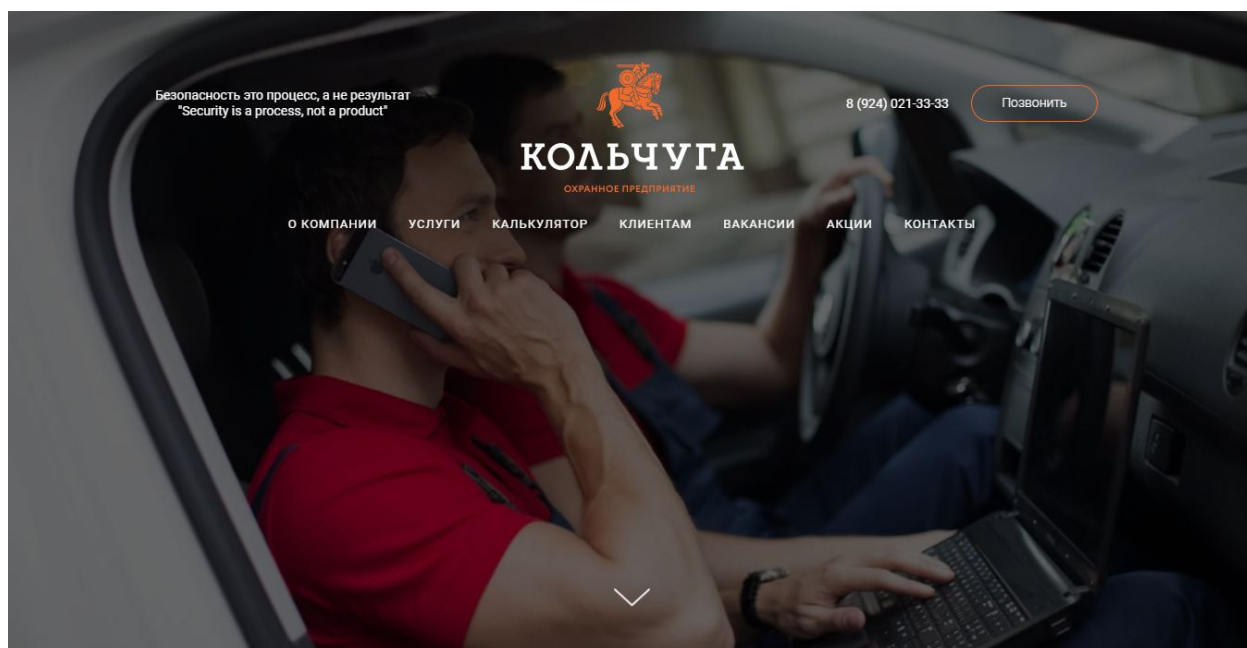 Безопасность это процесс, а не результат
"Security is a process, not a product"
8 (924) 021-33-33
Позвонить
КОЛЬЧУГА
ОХРАННОЕ ПРЕДПРИЯТИЕ
О КОМПАНИИ УСЛУГИ КАЛЬКУЛЯТОР КЛИЕНТАМ ВАКАНСИИ АКЦИИ КОНТАКТЫ